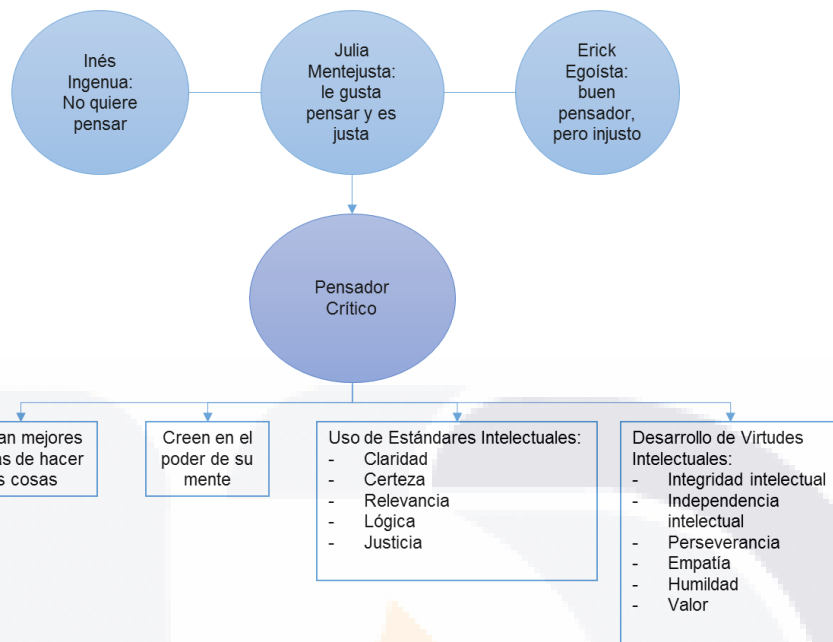 Inés
Ingenua:
No quiere
pensar
Julia
Mentejusta:
le gusta
pensar y es
justa
Erick
Egoísta:
buen
pensador,
pero injusto
Pensador
Crítico
mejores
de hacer
cosas
Creen en el
poder de su
mente
Uso de Estándares Intelectuales:
- Claridad
- Certeza
- Relevancia
- Lógica
- Justicia
Desarrollo de Virtudes
Intelectuales:
- Integridad intelectual
- Independencia
intelectual
- Perseverancia
- Empatía
- Humildad
- Valor